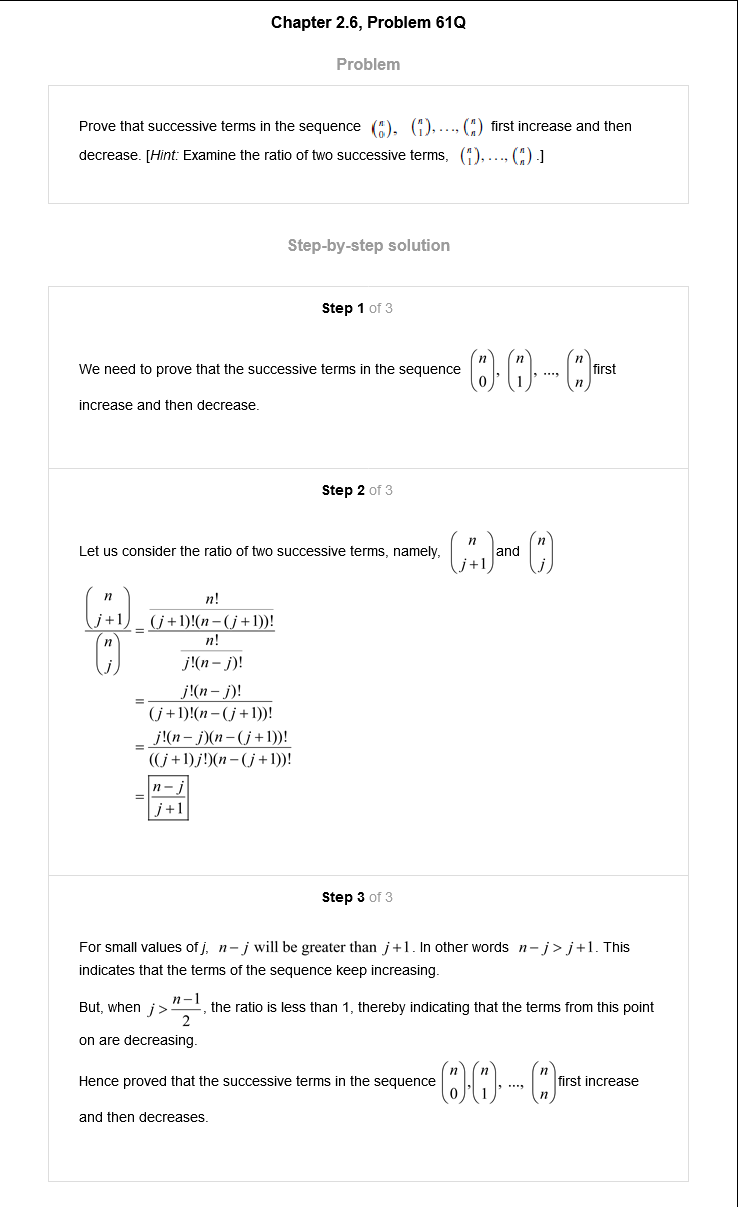 Chapter 2.6, Problem 61Q
Problem
Prove that successive terms in the sequence \binom{n}{0}, \binom{n}{1}, …, \binom{n}{n} first increase and then
decrease. [Hint: Examine the ratio of two successive terms, \binom{n}{1}, …, \binom{n}{n} .]
Step-by-step solution
Step 1 of 3
We need to prove that the successive terms in the sequence \binom{n}{0}, \binom{n}{1}, ..., \binom{n}{n} first
increase and then decrease.
Step 2 of 3
Let us consider the ratio of two successive terms, namely, \binom{n}{j+1} and \binom{n}{j}
\frac{\binom{n}{j+1}}{\binom{n}{j}} = \frac{\frac{n!}{(j+1)!(n-(j+1))!}}{\frac{n!}{j!(n-j)!}}
= \frac{j!(n-j)!}{(j+1)!(n-(j+1))!}
= \frac{j!(n-j)(n-(j+1))!}{((j+1)j!)(n-(j+1))!}
= \boxed{\frac{n-j}{j+1}}
Step 3 of 3
For small values of j, n-j will be greater than j+1. In other words n-j>j+1. This
indicates that the terms of the sequence keep increasing.
But, when j>\frac{n-1}{2}, the ratio is less than 1, thereby indicating that the terms from this point
on are decreasing.
Hence proved that the successive terms in the sequence \binom{n}{0}, \binom{n}{1}, ..., \binom{n}{n} first increase
and then decreases.